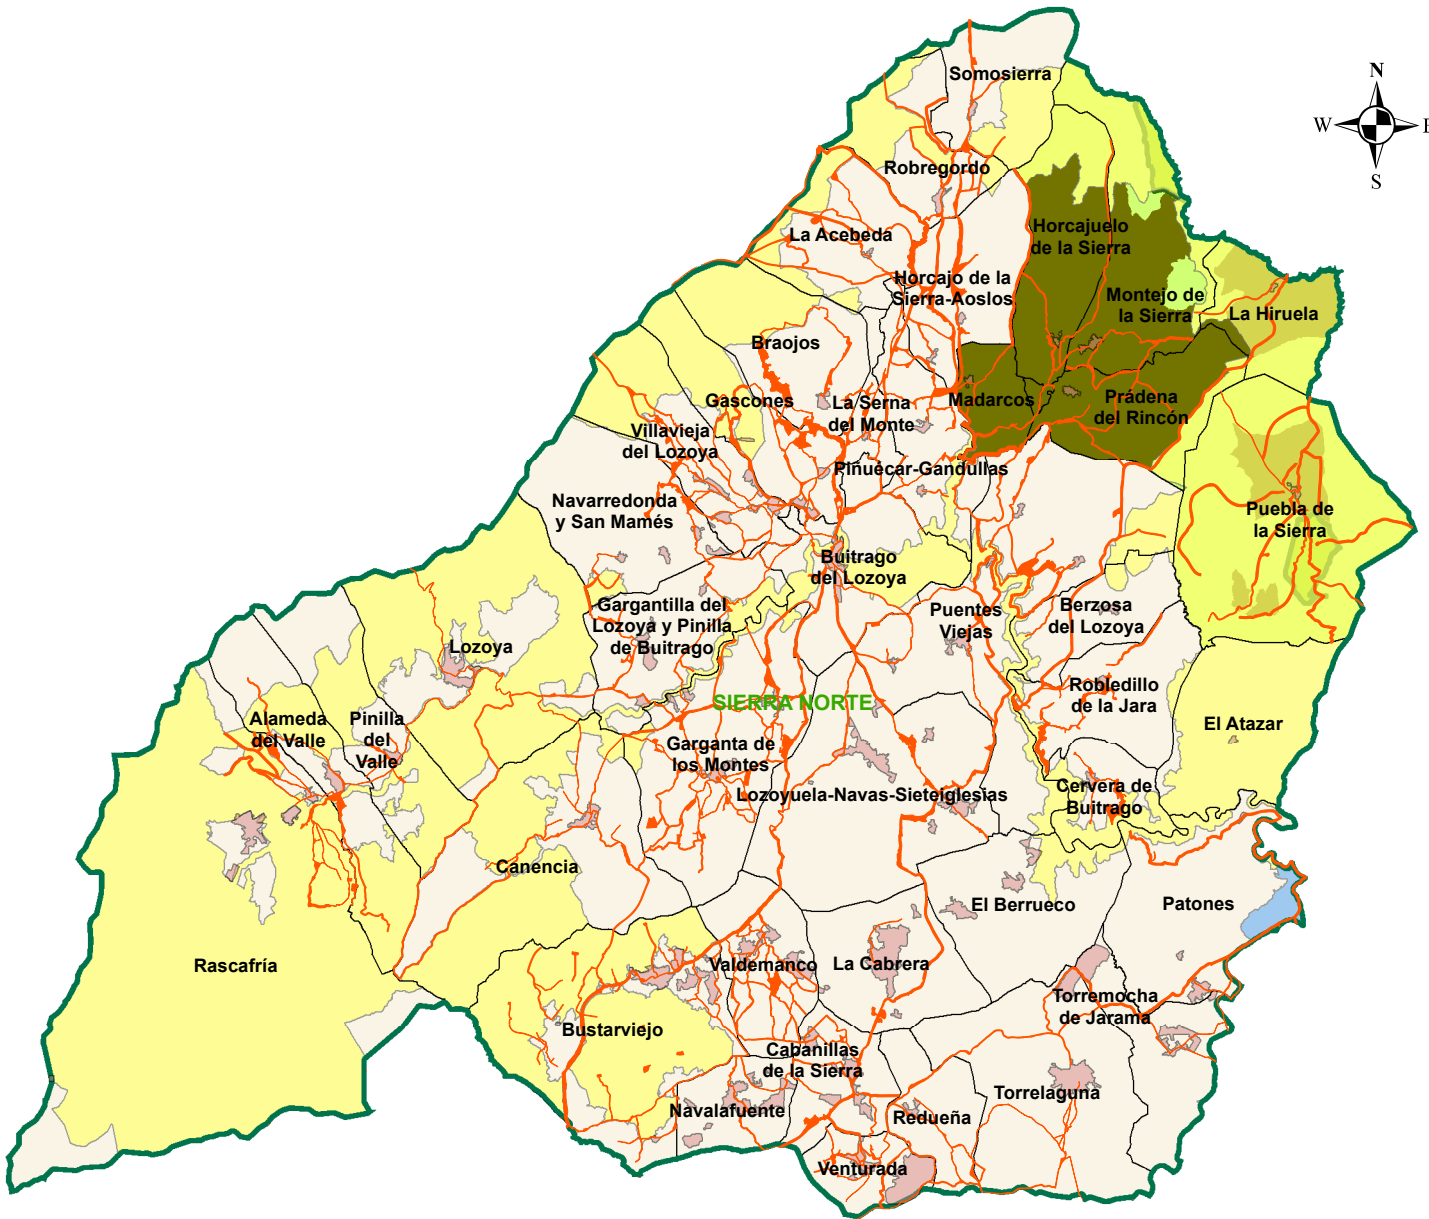 Somosierra
N
W
E
S
Robregordo
La Acebeda
Horcajuelo
de la Sierra
Horcajo de la
Sierra-Aoslos
Montejo de
la Sierra
La Hiruela
Braojos
Gascones
La Serna
del Monte
Madarcos
Prádena
del Rincón
Villavieja
del Lozoya
Piñuécar-Gandullas
Navarredonda
y San Mamés
Puebla de
la Sierra
Buitrago
del Lozoya
Gargantilla del
Lozoya y Pinilla
de Buitrago
Puentes
Viejas
Berzosa
del Lozoya
Lozoya
Robledillo
de la Jara
SIERRA NORTE
Alameda
del Valle
Pinilla
del
Valle
El Atazar
Garganta de
los Montes
Lozoyuela-Navas-Sieteiglesias
Cervera de
Buitrago
Canencia
El Berrueco
Patones
Rascafría
Valdemanco
La Cabrera
Torremocha
de Jarama
Bustarviejo
Cabanillas
de la Sierra
Torrelaguna
Navalafuente
Redueña
Venturada